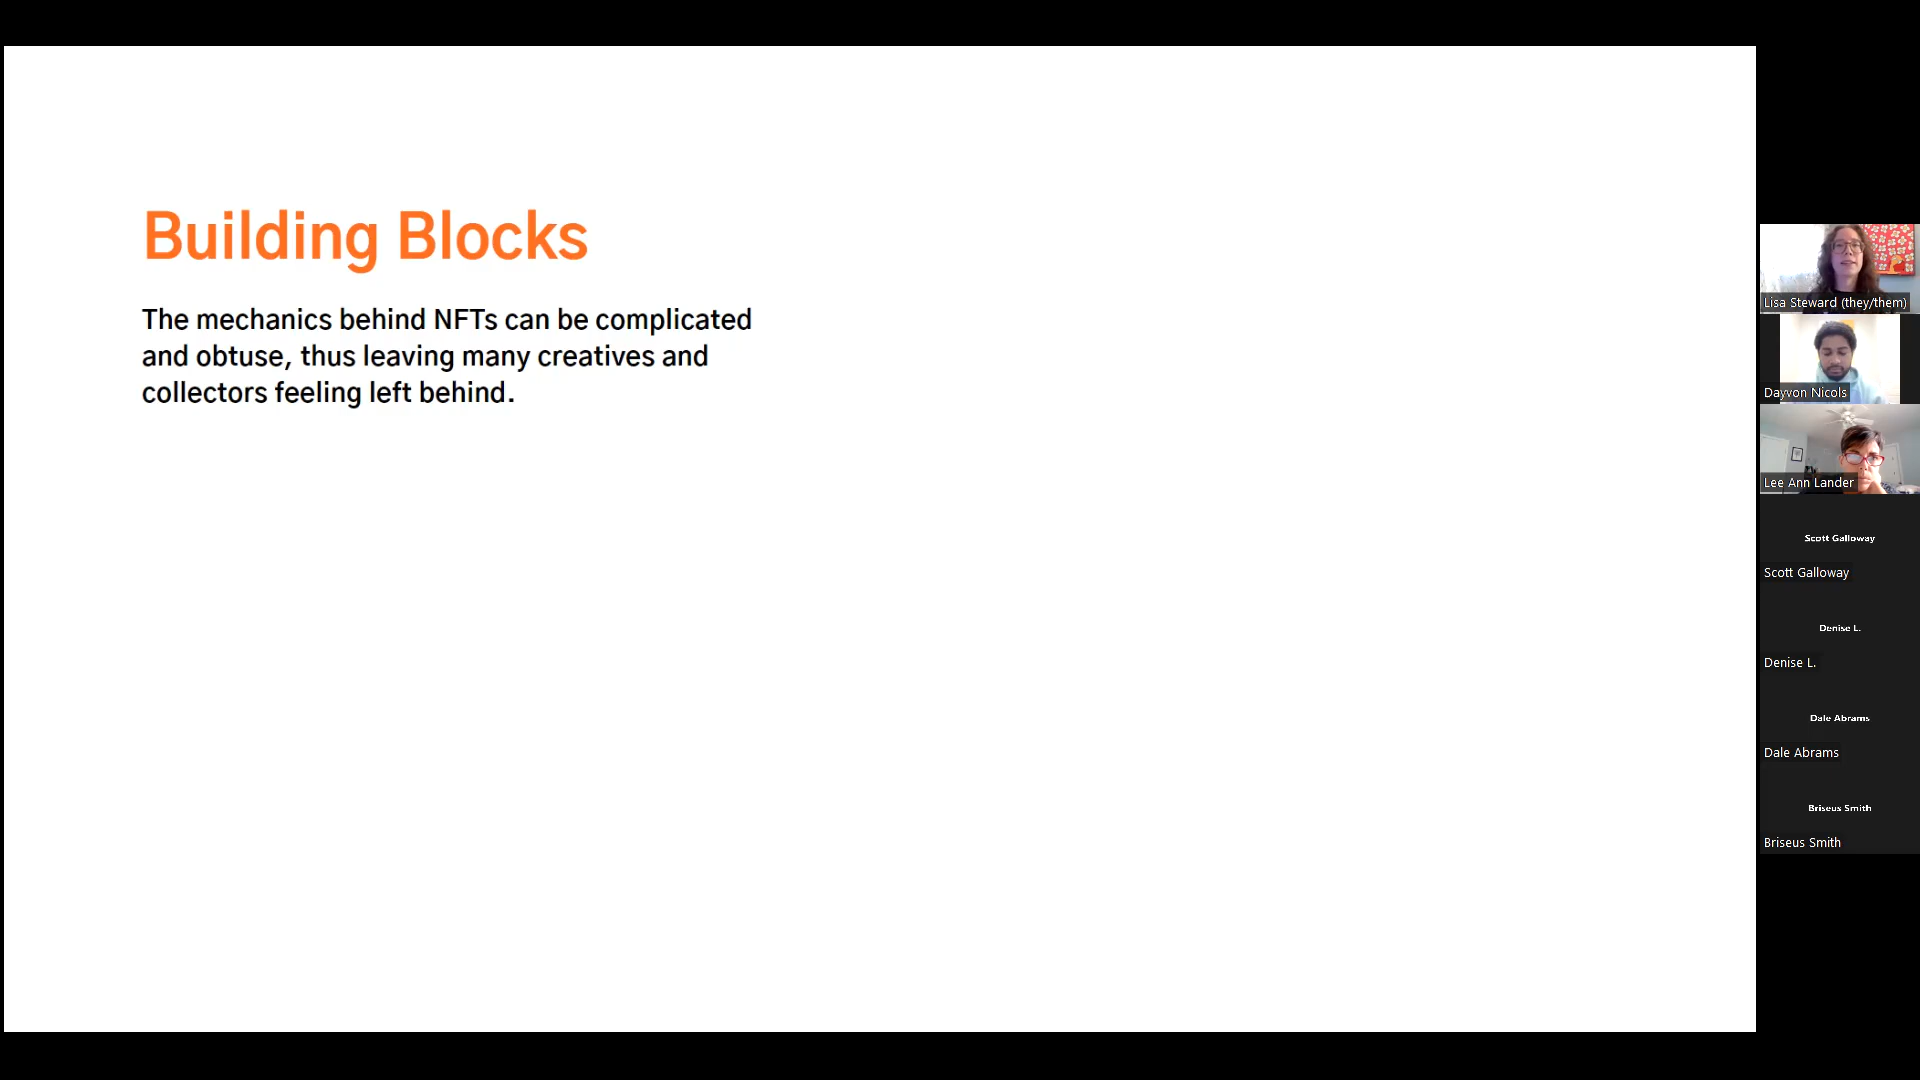 Building Blocks
The mechanics behind NFTs can be complicated
and obtuse, thus leaving many creatives and
collectors feeling left behind.
Lisa Steward (they/them)
Dayvon Nicols
Lee Ann Lander
Scott Galloway
Scott Galloway
Denise L.
Denise L.
Dale Abrams
Dale Abrams
Briseus Smith
Briseus Smith